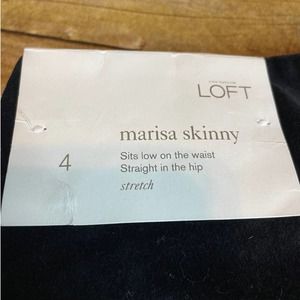 LOFT
marisa skinny
4
Sits low on the waist
Straight in the hip
stretch